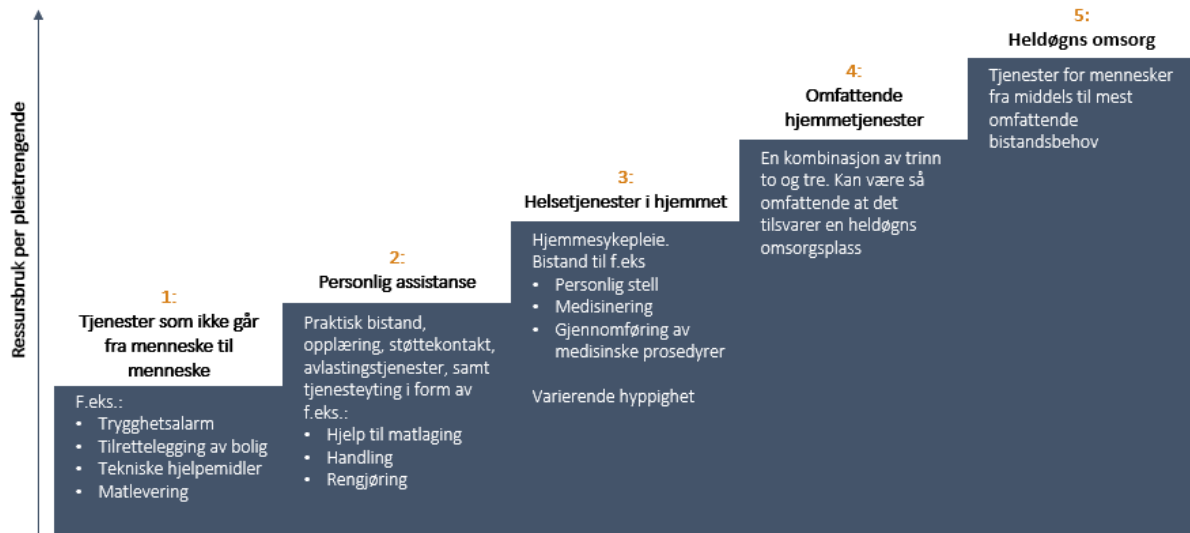 Ressursbruk per pleietrengende
1:
Tjenester som ikke går
fra menneske til
menneske
F.eks.:
• Trygghetsalarm
• Tilrettelegging av bolig
• Tekniske hjelpemidler
• Matlevering
2:
Personlig assistanse
Praktisk bistand,
opplæring, støttekontakt,
avlastingstjenester, samt
tjenesteyting i form av
f.eks.:
• Hjelp til matlaging
• Handling
• Rengjøring
3:
Helsetjenester i hjemmet
Hjemmesykepleie.
Bistand til f.eks
• Personlig stell
• Medisinering
• Gjennomføring av
medisinske prosedyrer
Varierende hyppighet
4:
Omfattende
hjemmetjenester
En kombinasjon av trinn
to og tre. Kan være så
omfattende at det
tilsvarer en heldøgns
omsorgsplass
5:
Heldøgns omsorg
Tjenester for mennesker
fra middels til mest
omfattende
bistandsbehov